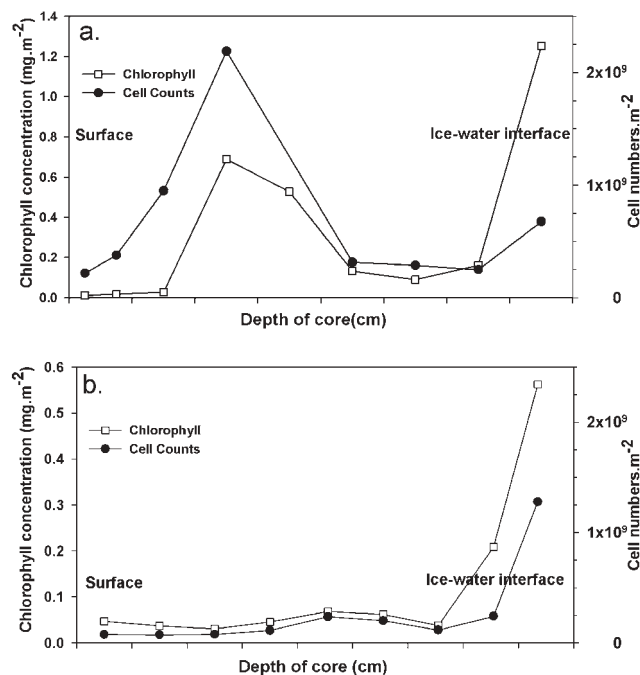 a.
Chlorophyll concentration (mg.m-2)
1.4
1.2
1.0
0.8
0.6
0.4
0.2
0.0
Chlorophyll
Cell Counts
Surface
Ice-water interface
2x10⁹
1x10⁹
0
Cell numbers.m-2
Depth of core(cm)
b.
Chlorophyll concentration (mg.m-2)
0.6
0.5
0.4
0.3
0.2
0.1
0.0
Chlorophyll
Cell Counts
Surface
Ice-water interface
2x10⁹
1x10⁹
0
Cell numbers.m-2
Depth of core (cm)